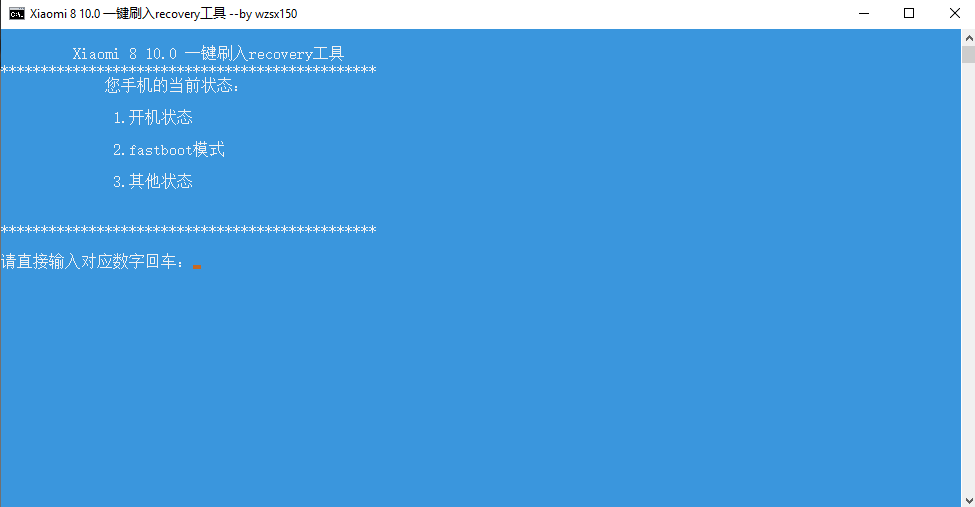 Xiaomi 8 10.0 一键刷入recovery工具 --by wzsx150
Xiaomi 8 10.0 一键刷入recovery工具
***********************************************
您手机的当前状态:
1.开机状态
2.fastboot模式
3.其他状态
***********************************************
请直接输入对应数字回车: